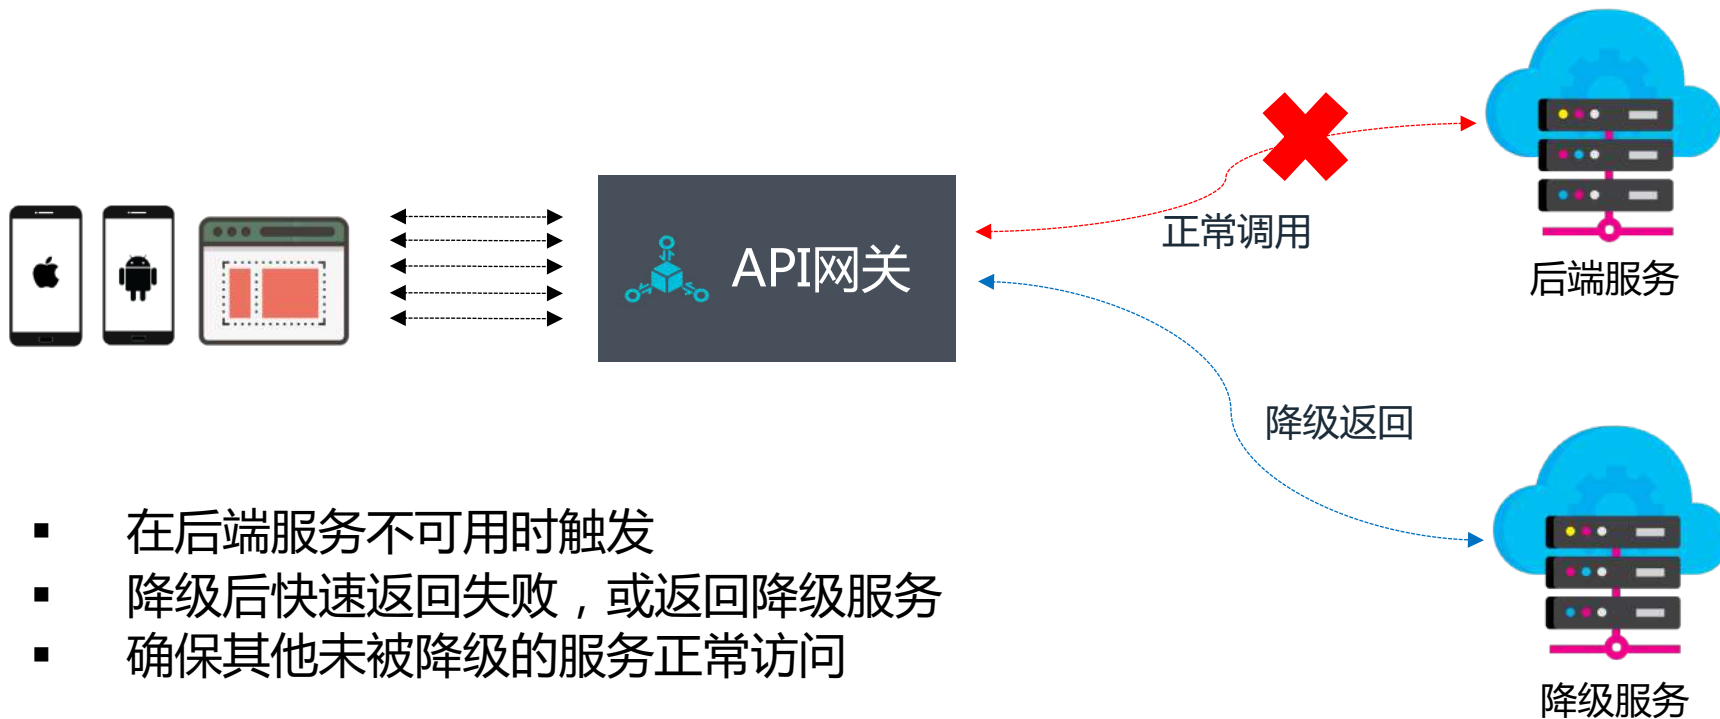 正常调用
API网关
后端服务
降级返回
在后端服务不可用时触发
降级后快速返回失败，或返回降级服务
确保其他未被降级的服务正常访问
降级服务